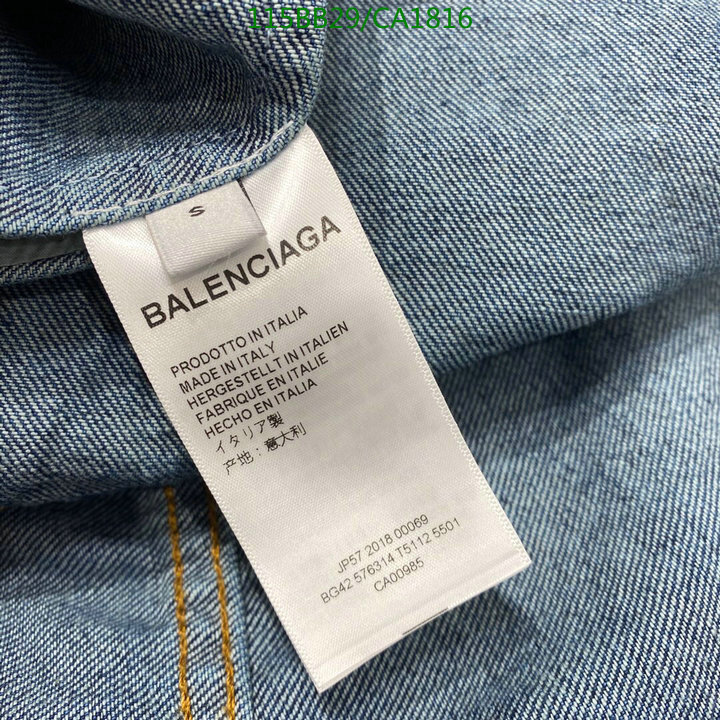 115BB29/CA1816
S
BALENCIAGA
PRODOTTO IN ITALIA
MADE IN ITALY
HERGESTELLT IN ITALIEN
FABRIQUE EN ITALIE
HECHO EN ITALIA
イタリア製
产地:意大利
JP57 2018 00069
BG42 576314 T5112 5501
CA00985